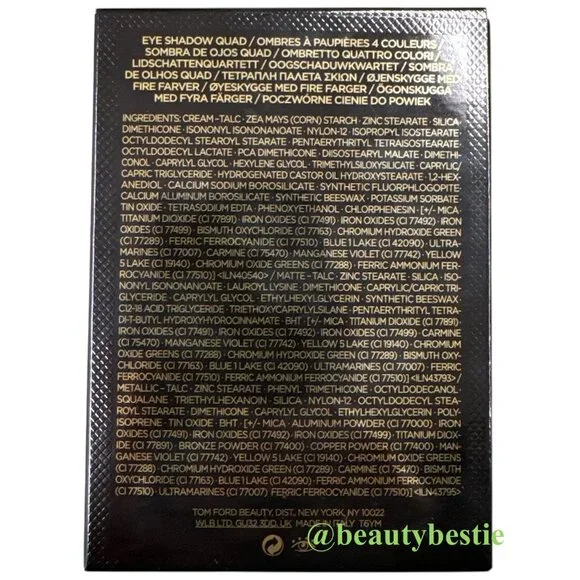 EYE SHADOW QUAD / OMBRES À PAUPIÈRES 4 COULEURS /
SOMBRA DE OJOS QUAD / OMBRETTO QUATTRO COLORI /
LIDSCHATTENQUARTETT / OOGSCHADUWKWARTET / SOMBRA
DE OLHOS QUAD / ΤΕΤΡΑΠΛΗ ΠΑΛΕΤΑ ΣΚΙΩΝ / ØJENSKYGGE MED
FIRE FARVER / ØYESKYGGE MED FIRE FARGER / ÖGONSKUGGA
MED FYRA FÄRGER / POCZWÓRNE CIENIE DO POWIEK
INGREDIENTS: CREAM -TALC · ZEA MAYS (CORN) STARCH · ZINC STEARATE · SILICA ·
DIMETHICONE · ISONONYL ISONONANOATE · NYLON-12 · ISOPROPYL ISOSTEARATE ·
OCTYLDODECYL STEAROYL STEARATE · PENTAERYTHRITYL TETRAISOSTEARATE ·
OCTYLDODECYL LACTATE · PCA DIMETHICONE · DIISOSTEARYL MALATE · DIMETHI-
CONOL · CAPRYLYL GLYCOL · HEXYLENE GLYCOL · TRIMETHYLSILOXYSILICATE · CAPRYLIC/
CAPRIC TRIGLYCERIDE · HYDROGENATED CASTOR OIL HYDROXYSTEARATE · 1,2-HEX-
ANEDIOL · CALCIUM SODIUM BOROSILICATE · SYNTHETIC FLUORPHLOGOPITE ·
CALCIUM ALUMINUM BOROSILICATE · SYNTHETIC BEESWAX · POTASSIUM SORBATE ·
TIN OXIDE · TETRASODIUM EDTA · PHENOXYETHANOL · CHLORPHENESIN · [+/- MICA ·
TITANIUM DIOXIDE (CI 77891) · IRON OXIDES (CI 77491) · IRON OXIDES (CI 77492) · IRON
OXIDES (CI 77499) · BISMUTH OXYCHLORIDE (CI 77163) · CHROMIUM HYDROXIDE GREEN
(CI 77289) · FERRIC FERROCYANIDE (CI 77510) · BLUE 1 LAKE (CI 42090) · ULTRA-
MARINES (CI 77007) · CARMINE (CI 75470) · MANGANESE VIOLET (CI 77742) · YELLOW
5 LAKE (CI 19140) · CHROMIUM OXIDE GREENS (CI 77288) · FERRIC AMMONIUM FER-
ROCYANIDE (CI 77510)] <ILN40540> / MATTE - TALC · ZINC STEARATE · SILICA · ISO-
NONYL ISONONANOATE · LAUROYL LYSINE · DIMETHICONE · CAPRYLIC/CAPRIC TRI-
GLYCERIDE · CAPRYLYL GLYCOL · ETHYLHEXYLGLYCERIN · SYNTHETIC BEESWAX ·
C12-18 ACID TRIGLYCERIDE · TRIETHOXYCAPRYLYLSILANE · PENTAERYTHRITYL TETRA-
DI-T-BUTYL HYDROXYHYDROCINNAMATE · BHT · [+/- MICA · TITANIUM DIOXIDE (CI 77891) ·
IRON OXIDES (CI 77491) · IRON OXIDES (CI 77492) · IRON OXIDES (CI 77499) · CARMINE
(CI 75470) · MANGANESE VIOLET (CI 77742) · YELLOW 5 LAKE (CI 19140) · CHROMIUM
OXIDE GREENS (CI 77288) · CHROMIUM HYDROXIDE GREEN (CI 77289) · BISMUTH OXY-
CHLORIDE (CI 77163) · BLUE 1 LAKE (CI 42090) · ULTRAMARINES (CI 77007) · FERRIC
FERROCYANIDE (CI 77510) · FERRIC AMMONIUM FERROCYANIDE (CI 77510)] <ILN43793> /
METALLIC - TALC · ZINC STEARATE · PHENYL TRIMETHICONE · OCTYLDODECANOL ·
SQUALANE · TRIETHYLHEXANOIN · SILICA · NYLON-12 · OCTYLDODECYL STEA-
ROYL STEARATE · DIMETHICONE · CAPRYLYL GLYCOL · ETHYLHEXYLGLYCERIN · POLY-
ISOPRENE · TIN OXIDE · BHT · [+/- MICA · ALUMINUM POWDER (CI 77000) · IRON
OXIDES (CI 77491) · IRON OXIDES (CI 77492) · IRON OXIDES (CI 77499) · TITANIUM DIOX-
IDE (CI 77891) · BRONZE POWDER (CI 77400) · COPPER POWDER (CI 77400) · MAN-
GANESE VIOLET (CI 77742) · YELLOW 5 LAKE (CI 19140) · CHROMIUM OXIDE GREENS
(CI 77288) · CHROMIUM HYDROXIDE GREEN (CI 77289) · CARMINE (CI 75470) · BISMUTH
OXYCHLORIDE (CI 77163) · BLUE 1 LAKE (CI 42090) · FERRIC AMMONIUM FERROCYANIDE
(CI 77510) · ULTRAMARINES (CI 77007) · FERRIC FERROCYANIDE (CI 77510)] <ILN43795>
TOM FORD BEAUTY, DIST. NEW YORK, NY 10022
WLB LTD, GU32 3DD, UK MADE IN ITALY T6YM
@beautybestie